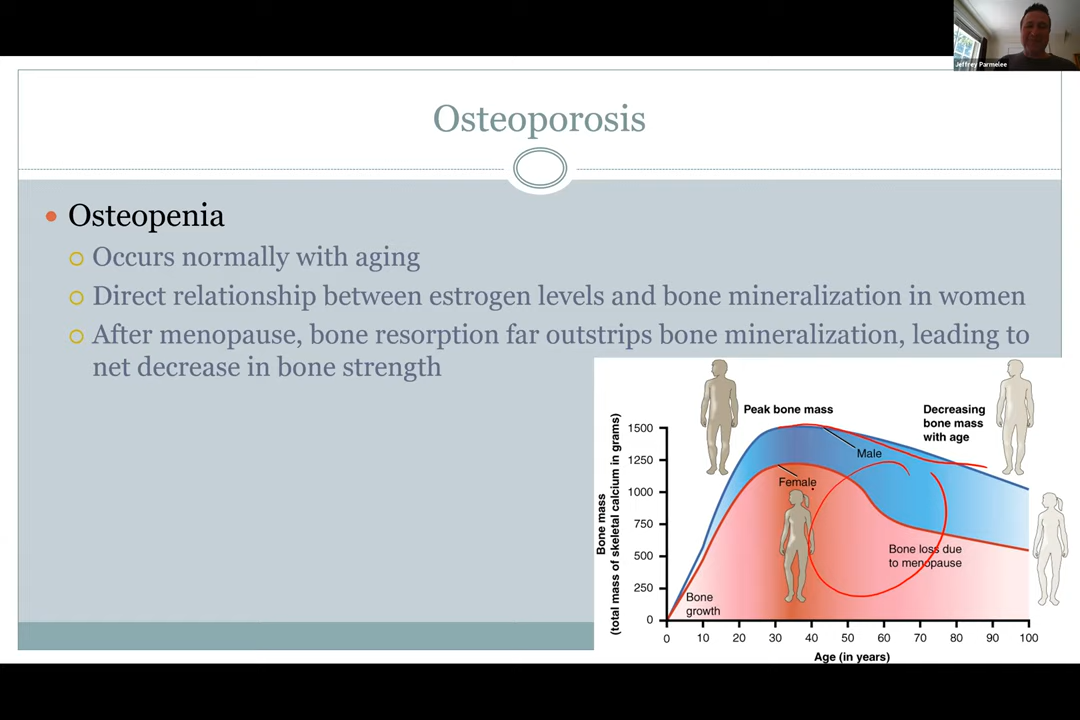 Jeffrey Parmelee
Osteoporosis
Osteopenia
Occurs normally with aging
Direct relationship between estrogen levels and bone mineralization in women
After menopause, bone resorption far outstrips bone mineralization, leading to
net decrease in bone strength
Peak bone mass
Decreasing
bone mass
with age
Male
Female
Bone loss due
to menopause
Bone
growth
Bone mass
(total mass of skeletal calcium in grams)
1500
1250
1000
750
500
250
0
0 10 20 30 40 50 60 70 80 90 100
Age (in years)